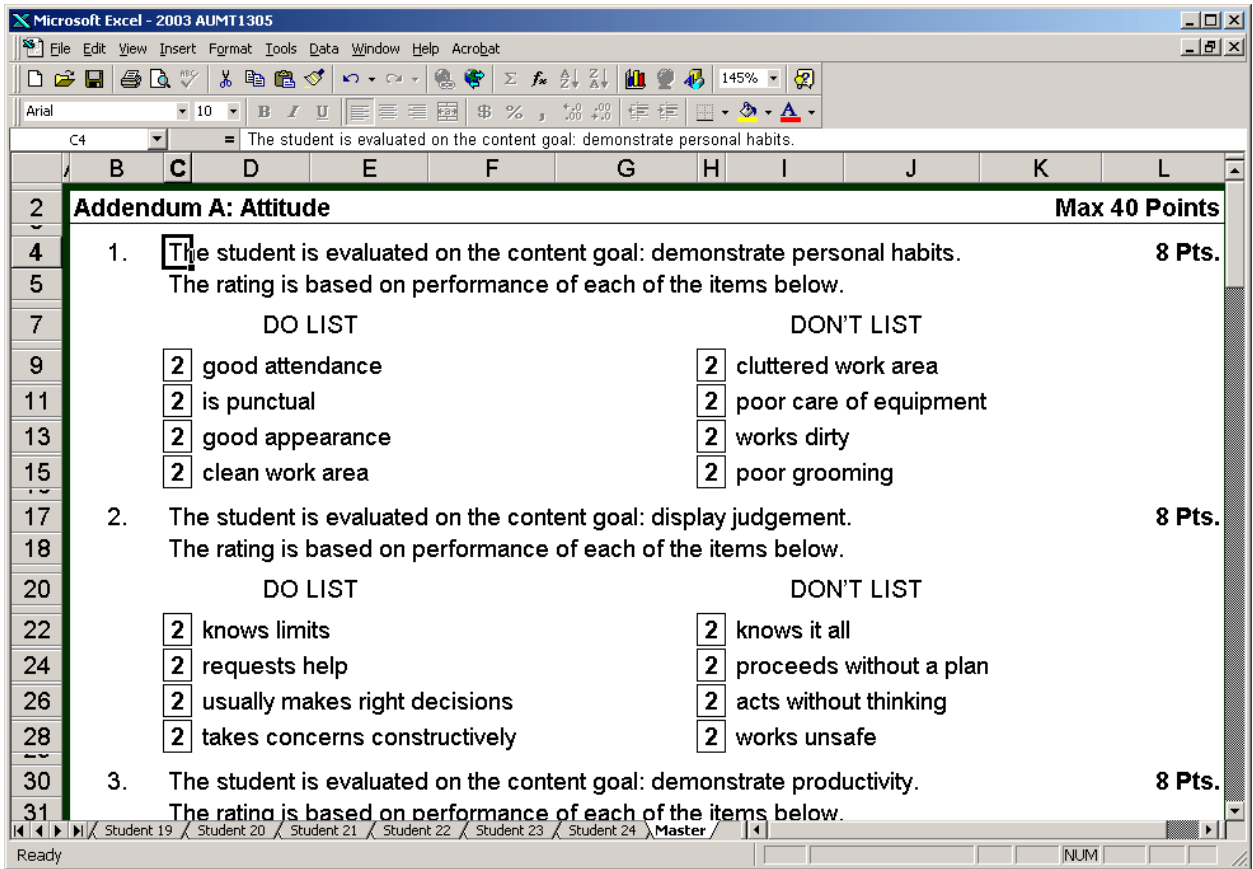 Microsoft Excel - 2003 AUMT1305
File Edit View Insert Format Tools Data Window Help Acrobat
145%
Arial 10 B I U $ % ,
C4 = The student is evaluated on the content goal: demonstrate personal habits.
B C D E F G H I J K L
2 Addendum A: Attitude Max 40 Points
4 1. The student is evaluated on the content goal: demonstrate personal habits. 8 Pts.
5 The rating is based on performance of each of the items below.
7 DO LIST DON'T LIST
9 2 good attendance 2 cluttered work area
11 2 is punctual 2 poor care of equipment
13 2 good appearance 2 works dirty
15 2 clean work area 2 poor grooming
17 2. The student is evaluated on the content goal: display judgement. 8 Pts.
18 The rating is based on performance of each of the items below.
20 DO LIST DON'T LIST
22 2 knows limits 2 knows it all
24 2 requests help 2 proceeds without a plan
26 2 usually makes right decisions 2 acts without thinking
28 2 takes concerns constructively 2 works unsafe
30 3. The student is evaluated on the content goal: demonstrate productivity. 8 Pts.
31 The rating is based on performance of each of the items below.
Student 19 Student 20 Student 21 Student 22 Student 23 Student 24 Master
Ready NUM